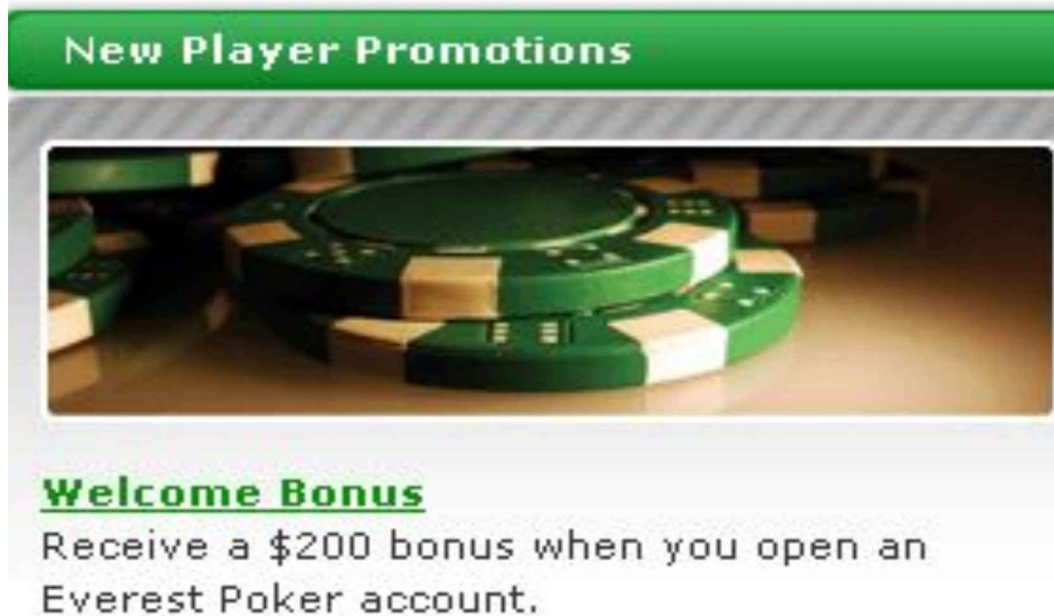 New Player Promotions
Welcome Bonus
Receive a $200 bonus when you open an
Everest Poker account.